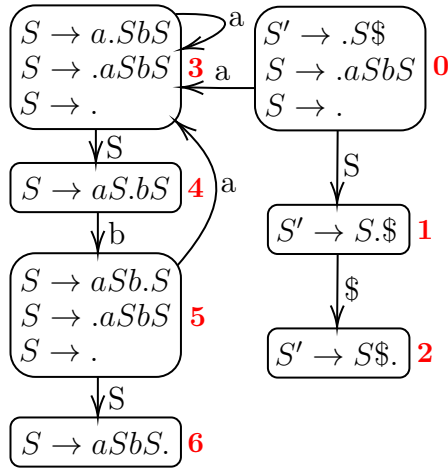 S → a.SbS
S → .aSbS
S → .
3
a
S' → .S$
S → .aSbS
S → .
0
a
S
S
S → aS.bS
4
a
b
S' → S.$
1
S → aSb.S
S → .aSbS
S → .
5
$
S' → S$.
2
S
S → aSbS.
6